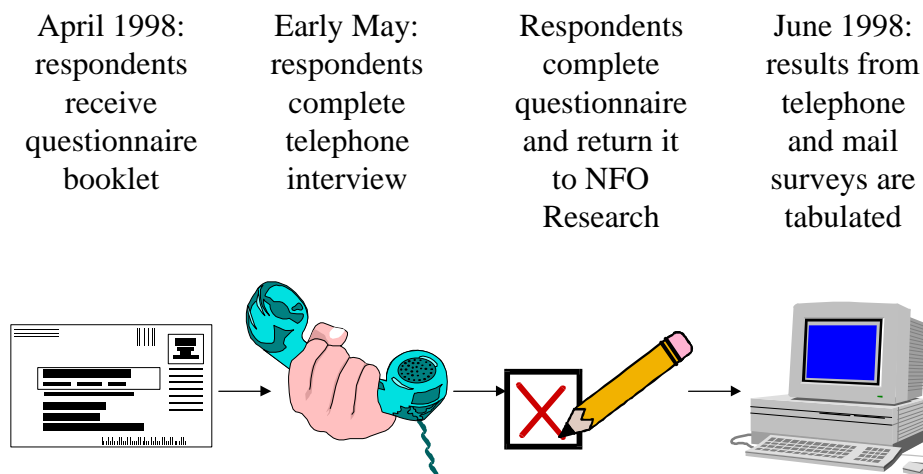 April 1998:
respondents
receive
questionnaire
booklet
Early May:
respondents
complete
telephone
interview
Respondents
complete
questionnaire
and return it
to NFO
Research
June 1998:
results from
telephone
and mail
surveys are
tabulated